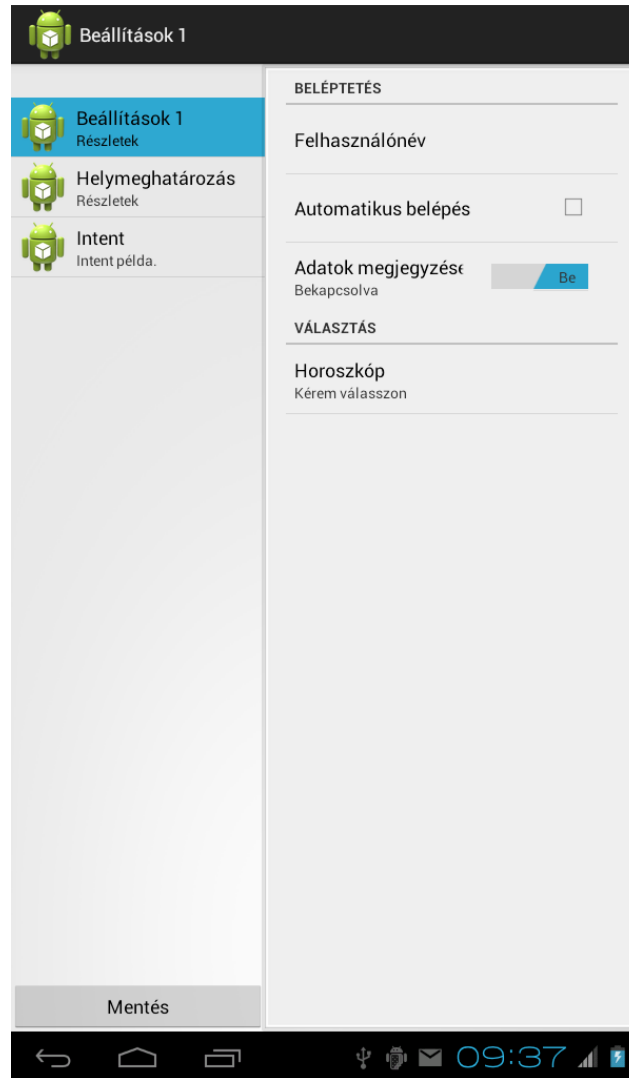 Beállítások 1
Beállítások 1
Részletek
Helymeghatározás
Részletek
Intent
Intent példa.
Mentés
BELÉPTETÉS
Felhasználónév
Automatikus belépés
Adatok megjegyzése
Bekapcsolva
Be
VÁLASZTÁS
Horoszkóp
Kérem válasszon
09:37